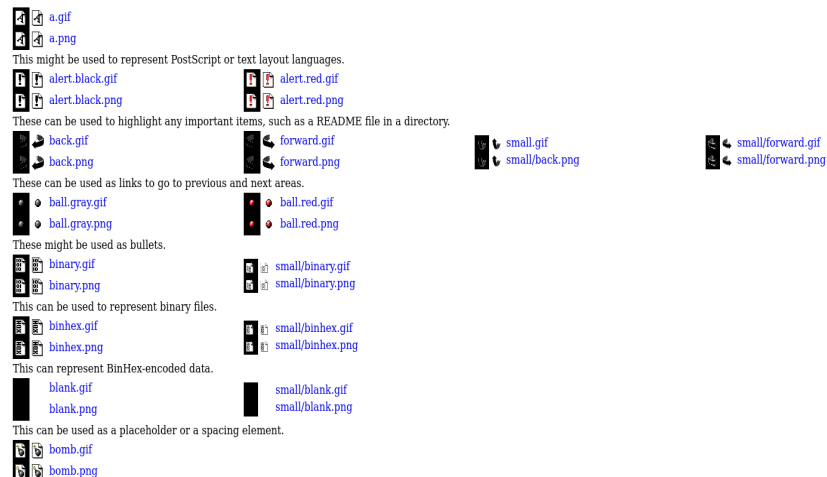 a.gif
a.png
This might be used to represent PostScript or text layout languages.
alert.black.gif alert.red.gif
alert.black.png alert.red.png
These can be used to highlight any important items, such as a README file in a directory.
back.gif forward.gif small.gif small/forward.gif
back.png forward.png small/back.png small/forward.png
These can be used as links to go to previous and next areas.
ball.gray.gif ball.red.gif
ball.gray.png ball.red.png
These might be used as bullets.
binary.gif small/binary.gif
binary.png small/binary.png
This can be used to represent binary files.
binhex.gif small/binhex.gif
binhex.png small/binhex.png
This can represent BinHex-encoded data.
blank.gif small/blank.gif
blank.png small/blank.png
This can be used as a placeholder or a spacing element.
bomb.gif
bomb.png